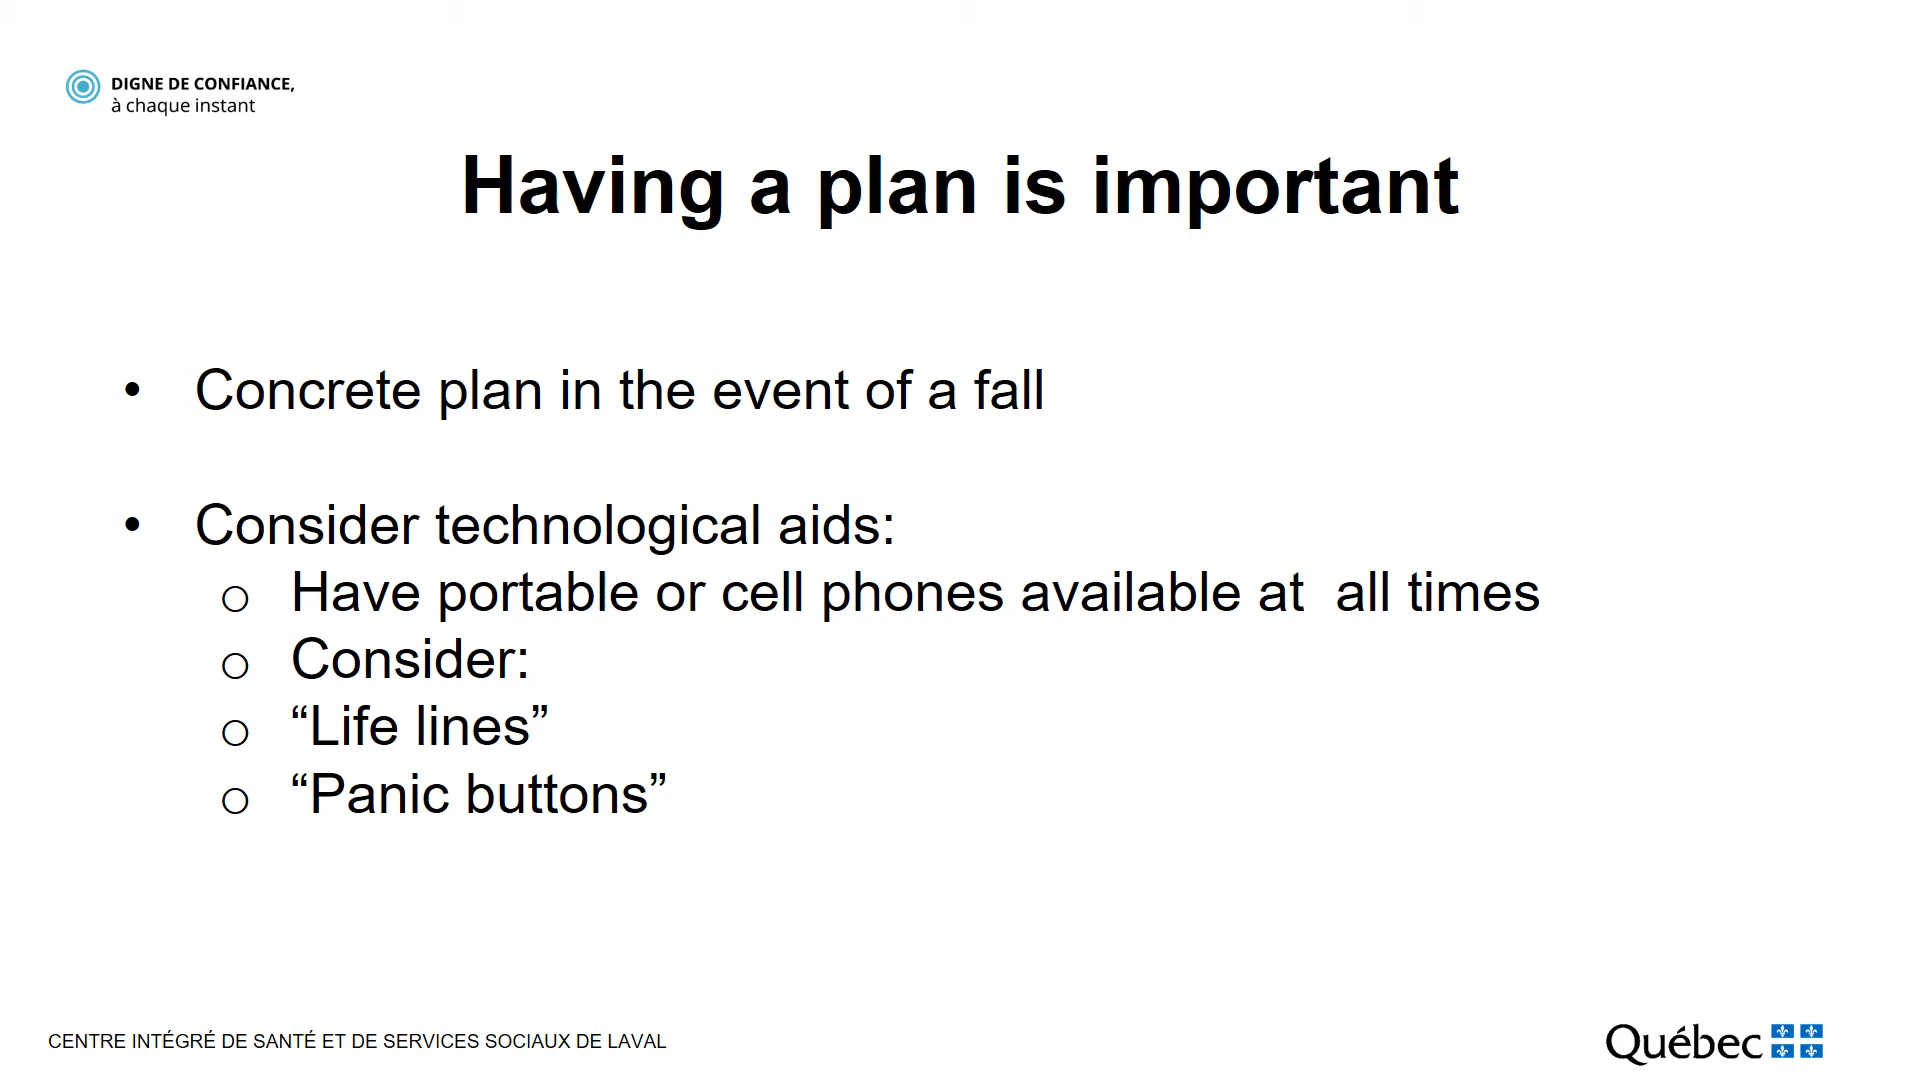 DIGNE DE CONFIANCE,
à chaque instant
Having a plan is important
• Concrete plan in the event of a fall
• Consider technological aids:
o Have portable or cell phones available at  all times
o Consider:
o “Life lines”
o “Panic buttons”
CENTRE INTÉGRÉ DE SANTÉ ET DE SERVICES SOCIAUX DE LAVAL
Québec